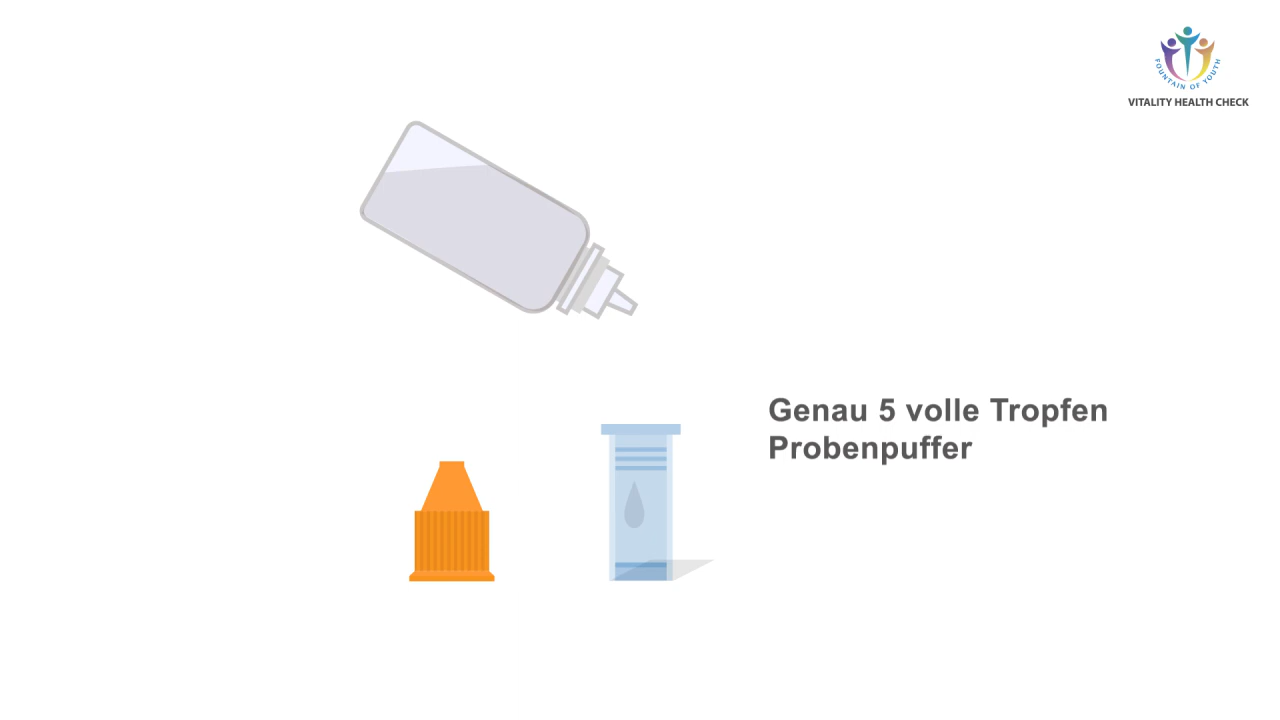 FOUNTAIN OF YOUTH
VITALITY HEALTH CHECK
Genau 5 volle Tropfen
Probenpuffer